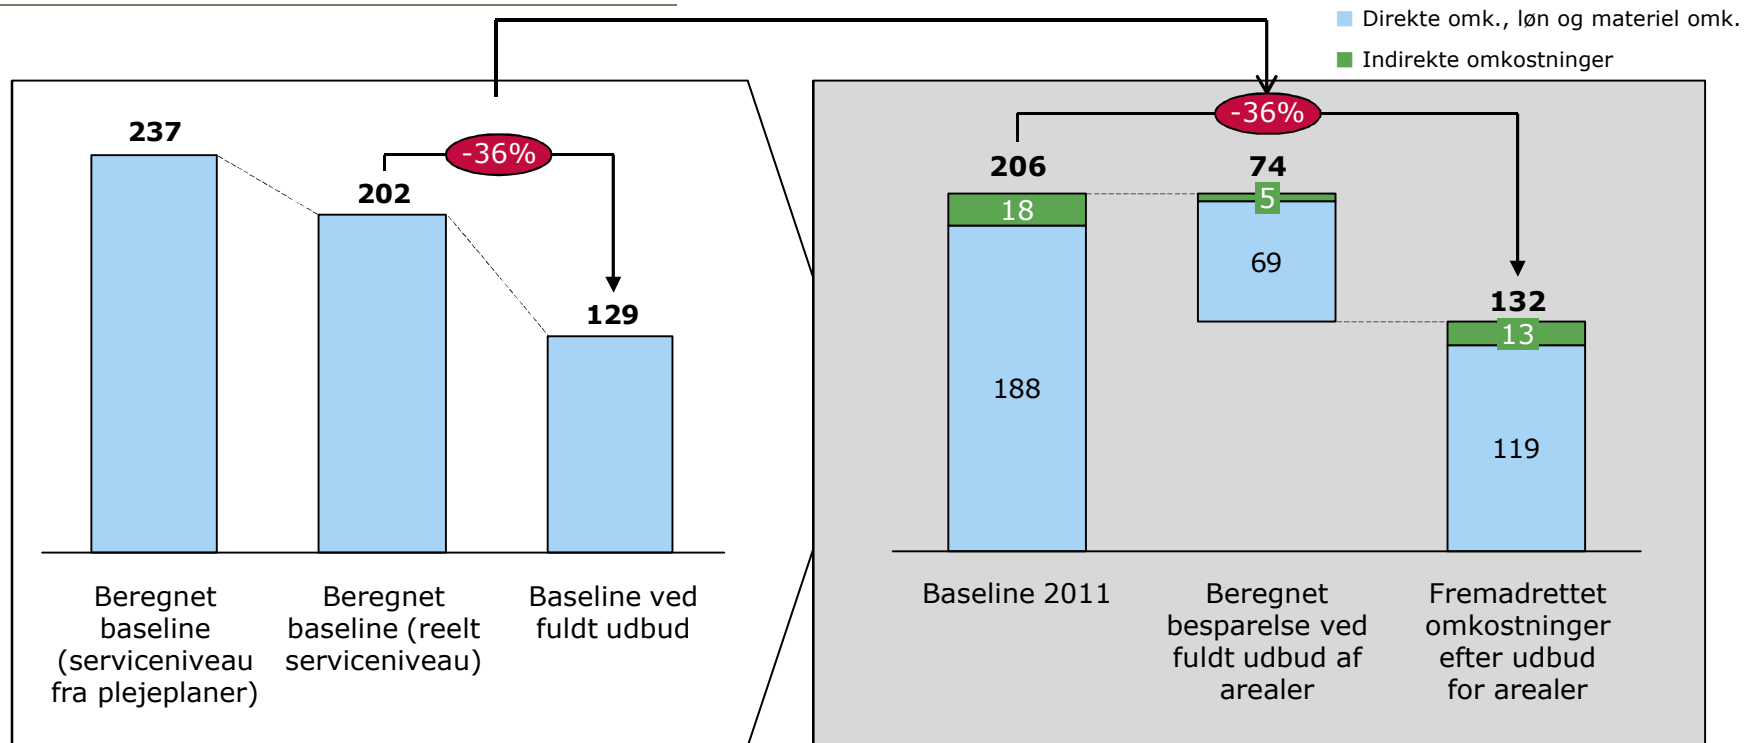 Direkte omk., løn og materiel omk.
Indirekte omkostninger
237
202
-36%
129
Beregnet
baseline
(serviceniveau
fra plejeplaner)
Beregnet
baseline (reelt
serviceniveau)
Baseline ved
fuldt udbud
-36%
206
18
188
74
5
69
132
13
119
Baseline 2011
Beregnet
besparelse ved
fuldt udbud af
arealer
Fremadrettet
omkostninger
efter udbud
for arealer